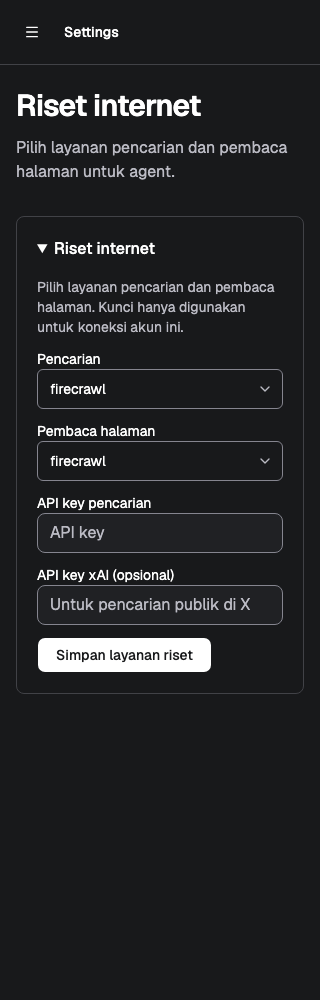 Settings
Riset internet
Pilih layanan pencarian dan pembaca
halaman untuk agent.
Riset internet
Pilih layanan pencarian dan pembaca
halaman. Kunci hanya digunakan
untuk koneksi akun ini.
Pencarian
firecrawl
Pembaca halaman
firecrawl
API key pencarian
API key
API key xAI (opsional)
Untuk pencarian publik di X
Simpan layanan riset